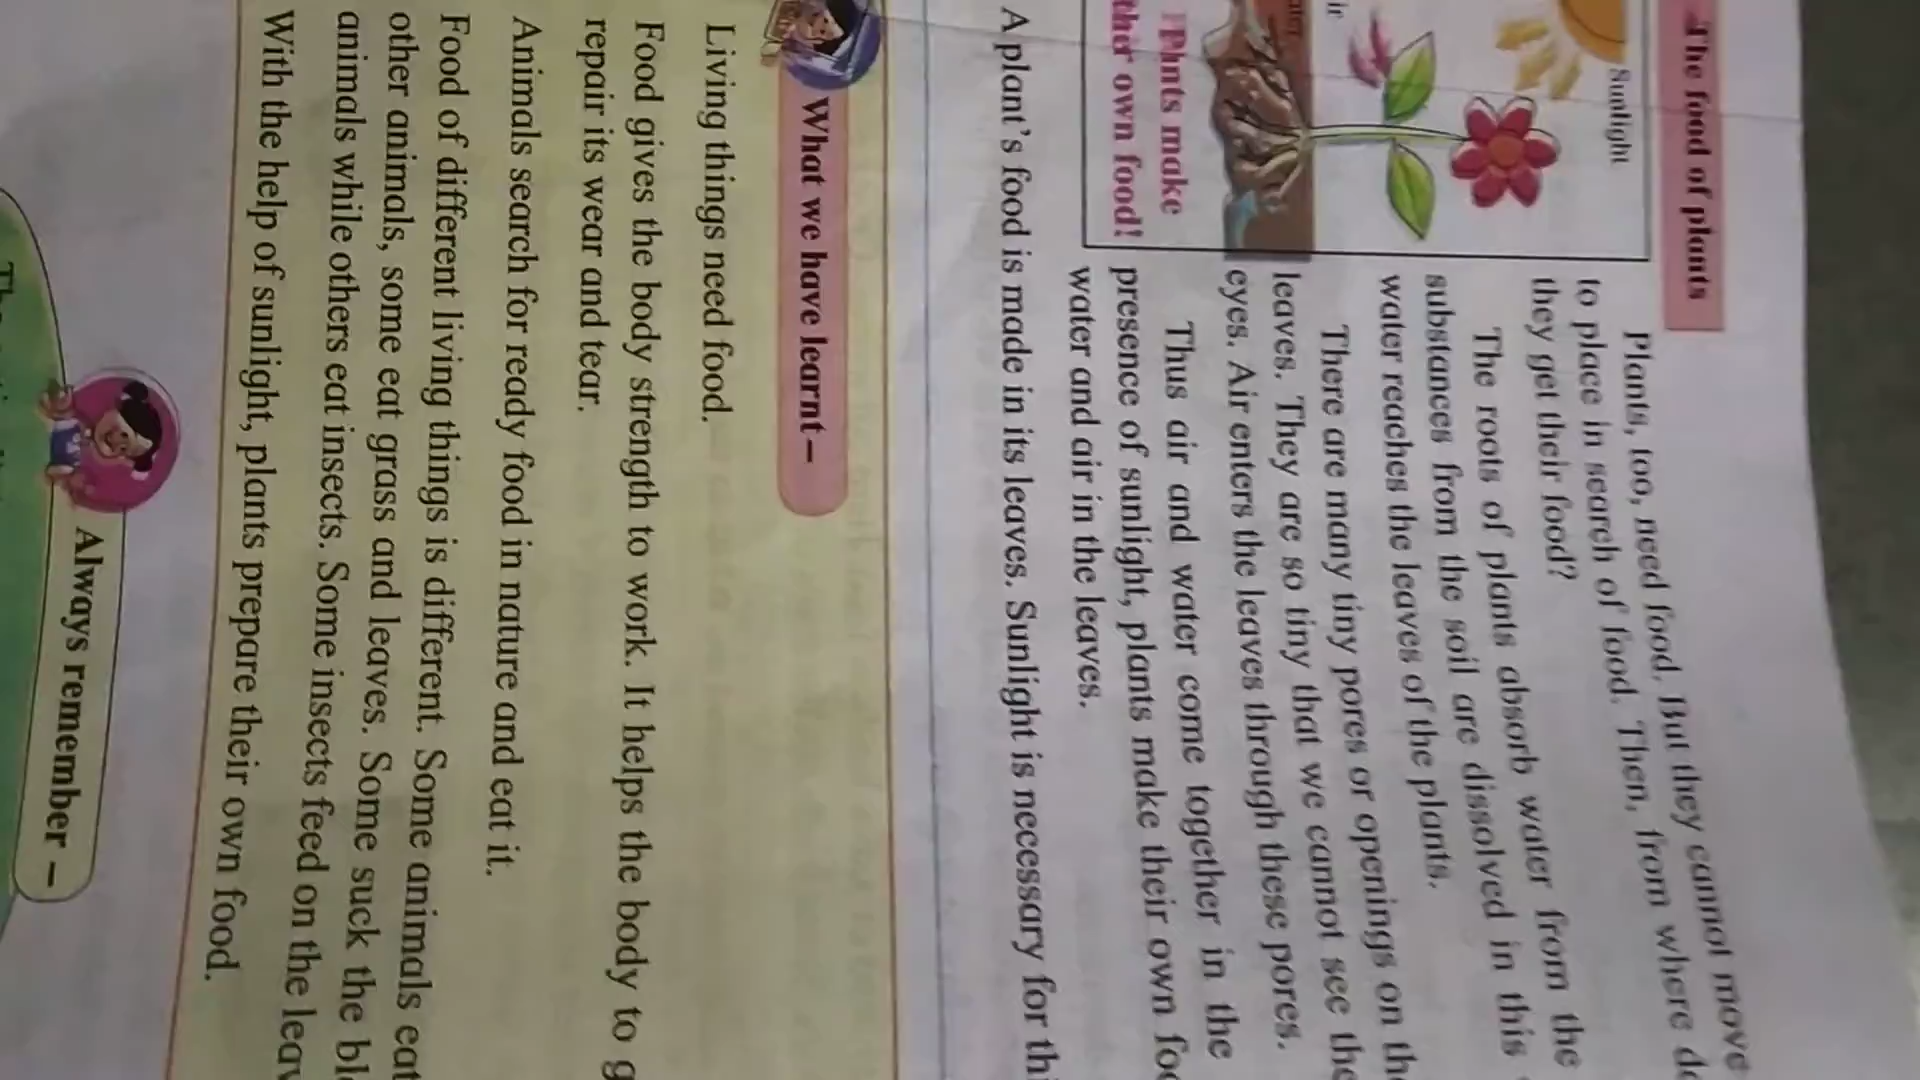 The food of plants
Sunlight
Plants make
own food!
Plants, too, need food. But they cannot move
to place in search of food. Then, from where
they get their food?
The roots of plants absorb water from the
substances from the soil are dissolved in this
water reaches the leaves of the plants.
There are many tiny pores or openings on
leaves. They are so tiny that we cannot see
eyes. Air enters the leaves through these pores.
Thus air and water come together in the
presence of sunlight, plants make their own
water and air in the leaves.
A plant's food is made in its leaves. Sunlight is necessary for
What we have learnt–
Living things need food.
Food gives the body strength to work. It helps the body to
repair its wear and tear.
Animals search for ready food in nature and eat it.
Food of different living things is different. Some animals eat
other animals, some eat grass and leaves. Some suck the
animals while others eat insects. Some insects feed on the
With the help of sunlight, plants prepare their own food.
Always remember –